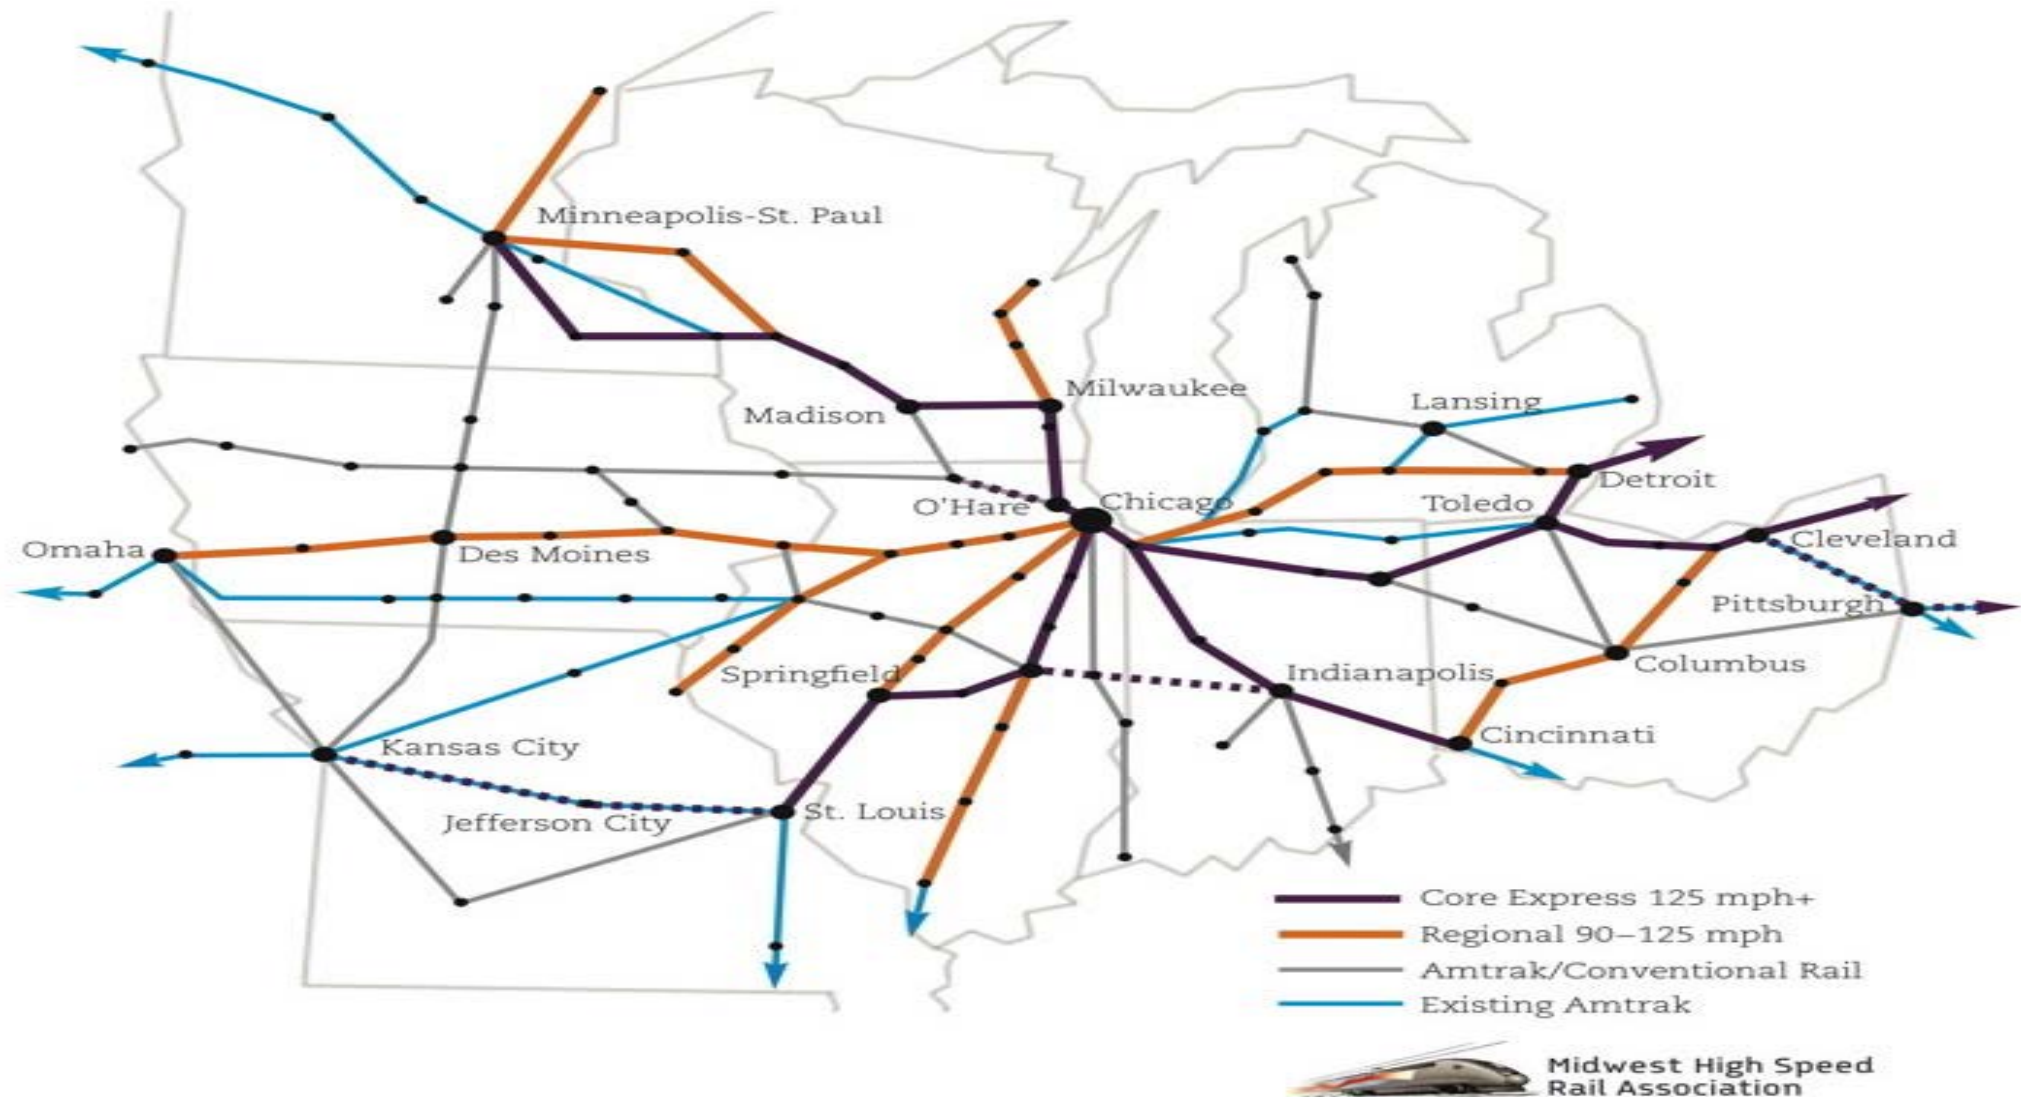 Minneapolis-St. Paul
Milwaukee
Madison
Lansing
O'Hare
Chicago
Toledo
Detroit
Omaha
Des Moines
Cleveland
Pittsburgh
Springfield
Indianapolis
Columbus
Kansas City
Cincinnati
Jefferson City
St. Louis
Core Express 125 mph+
Regional 90–125 mph
Amtrak/Conventional Rail
Existing Amtrak
Midwest High Speed
Rail Association